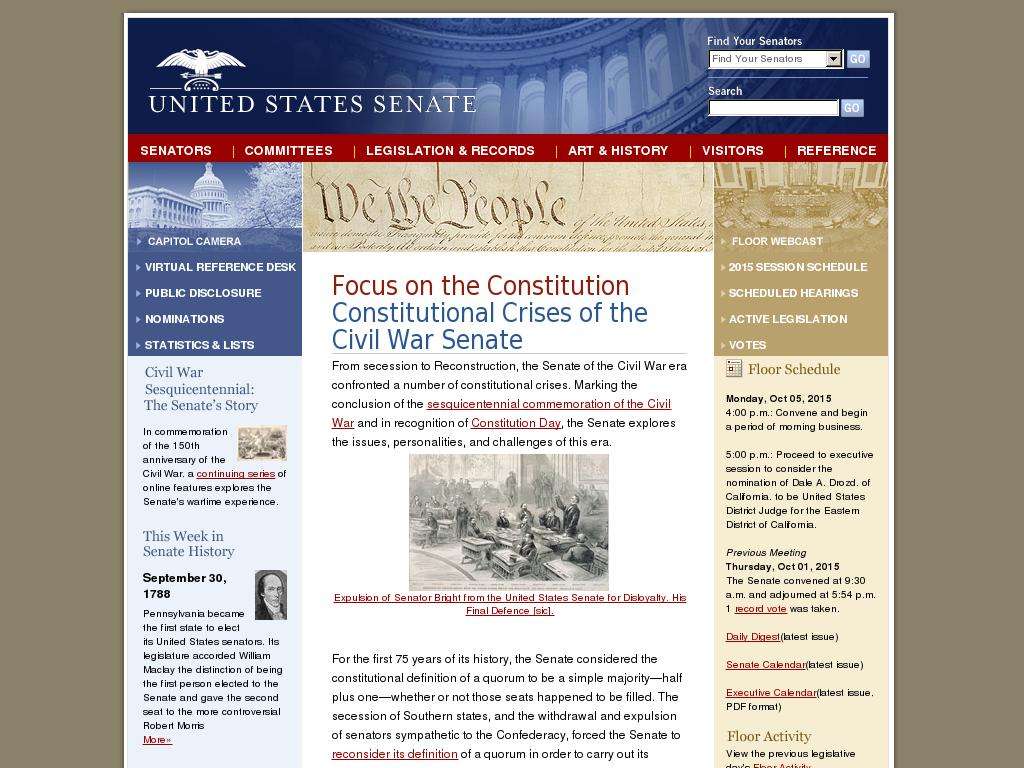 Find Your Senators
Find Your Senators
GO
UNITED STATES SENATE
Search
GO
SENATORS | COMMITTEES | LEGISLATION & RECORDS | ART & HISTORY | VISITORS | REFERENCE
We the People
of the United States
CAPITOL CAMERA
VIRTUAL REFERENCE DESK
PUBLIC DISCLOSURE
NOMINATIONS
STATISTICS & LISTS
Civil War
Sesquicentennial:
The Senate's Story
In commemoration
of the 150th
anniversary of the
Civil War, a continuing series of
online features explores the
Senate's wartime experience.
This Week in
Senate History
September 30,
1788
Pennsylvania became
the first state to elect
its United States senators. Its
legislature accorded William
Maclay the distinction of being
the first person elected to the
Senate and gave the second
seat to the more controversial
Robert Morris
More»
Focus on the Constitution
Constitutional Crises of the
Civil War Senate
From secession to Reconstruction, the Senate of the Civil War era
confronted a number of constitutional crises. Marking the
conclusion of the sesquicentennial commemoration of the Civil
War and in recognition of Constitution Day, the Senate explores
the issues, personalities, and challenges of this era.
Expulsion of Senator Bright from the United States Senate for Disloyalty. His
Final Defence [sic].
For the first 75 years of its history, the Senate considered the
constitutional definition of a quorum to be a simple majority—half
plus one—whether or not those seats happened to be filled. The
secession of Southern states, and the withdrawal and expulsion
of senators sympathetic to the Confederacy, forced the Senate to
reconsider its definition of a quorum in order to carry out its
FLOOR WEBCAST
2015 SESSION SCHEDULE
SCHEDULED HEARINGS
ACTIVE LEGISLATION
VOTES
Floor Schedule
Monday, Oct 05, 2015
4:00 p.m.: Convene and begin
a period of morning business.
5:00 p.m.: Proceed to executive
session to consider the
nomination of Dale A. Drozd, of
California, to be United States
District Judge for the Eastern
District of California.
Previous Meeting
Thursday, Oct 01, 2015
The Senate convened at 9:30
a.m. and adjourned at 5:54 p.m.
1 record vote was taken.
Daily Digest(latest issue)
Senate Calendar(latest issue)
Executive Calendar(latest issue,
PDF format)
Floor Activity
View the previous legislative
day's Floor Activity